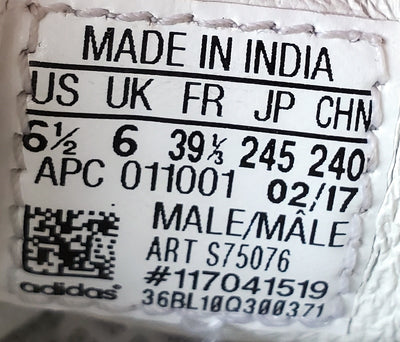 MADE IN INDIA
US UK FR JP CHN
6½ 6 39⅓ 245 240
APC 011001 02/17
MALE/MÂLE
ART S75076
#117041519
adidas 36BL10Q300371